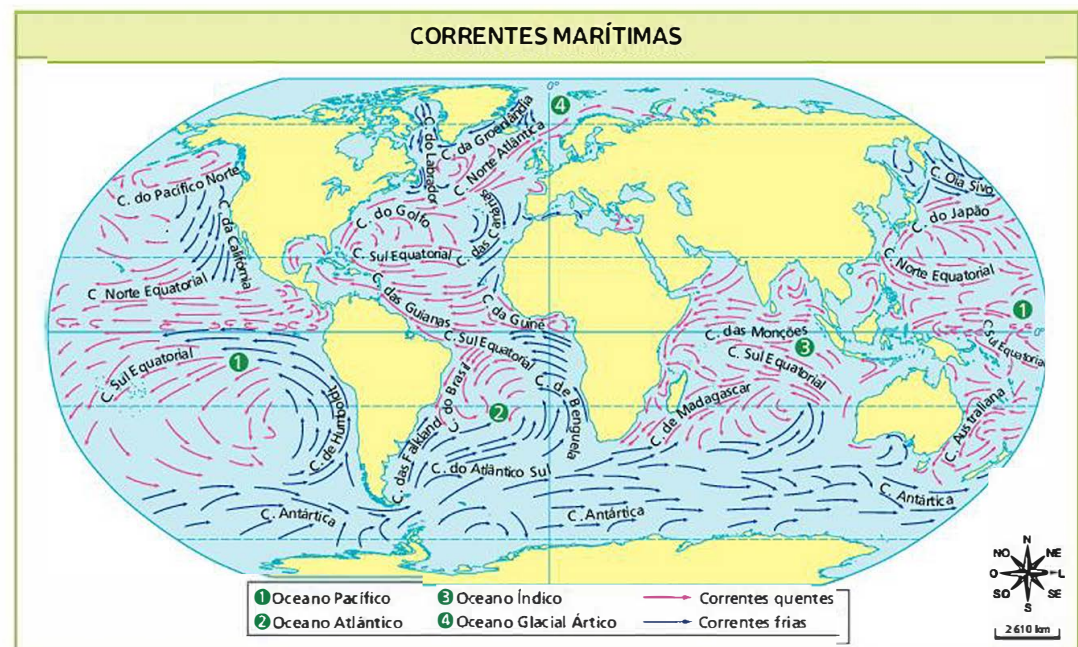 CORRENTES MARÍTIMAS
0°
4
C. da Groenlândia
C. do Labrador
C. Norte Atlântica
C. Oia Sivo
C. do Pacífico Norte
C. da Califórnia
C. do Golfo
C. das Canárias
C. do Japão
C. Sul Equatorial
C. Norte Equatorial
C Norte Equatorial
C. das Guianas
C. da Guiné
1
C. das Monções
0°
3
C. Sul Equatorial
C. Sul Equatorial
1
C. Sul Equatorial
C. Sul Equatorial
C. do Brasil
C. de Benguela
C. de Humboldt
2
C. de Madagascar
C. Australiana
C. das Falkland
C. do Atlântico Sul
C. Antártica
C. Antártica
C. Antártica
N
NO NE
O L
SO SE
S
2 610 km
1 Oceano Pacífico 3 Oceano Índico Correntes quentes
2 Oceano Atlântico 4 Oceano Glacial Ártico Correntes frias